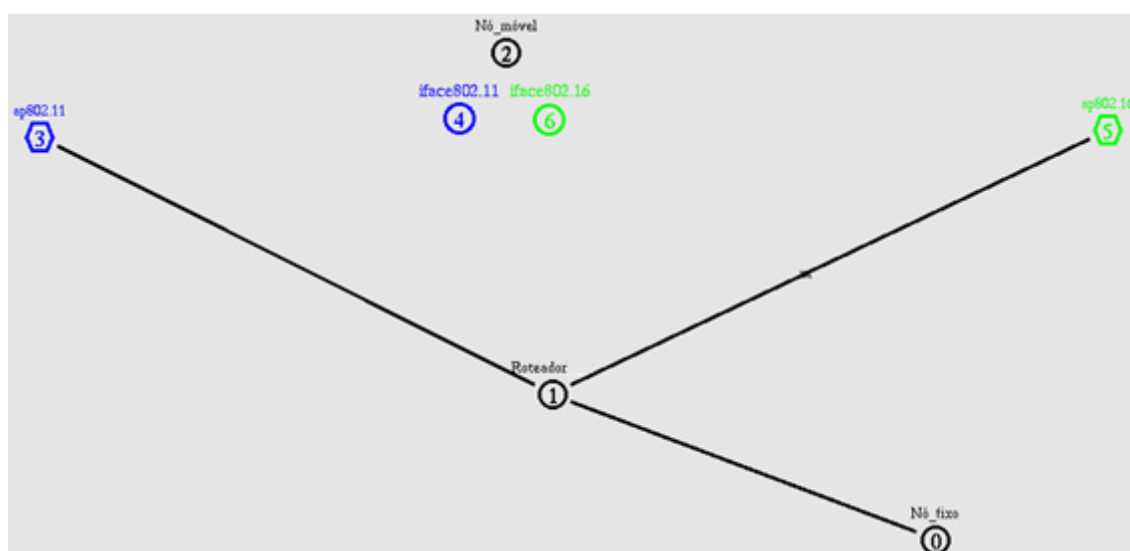 Nó_móvel
2
iface802.11 iface802.16
4 6
ap802.11
3
ap802.16
5
Roteador
1
Nó_fixo
0